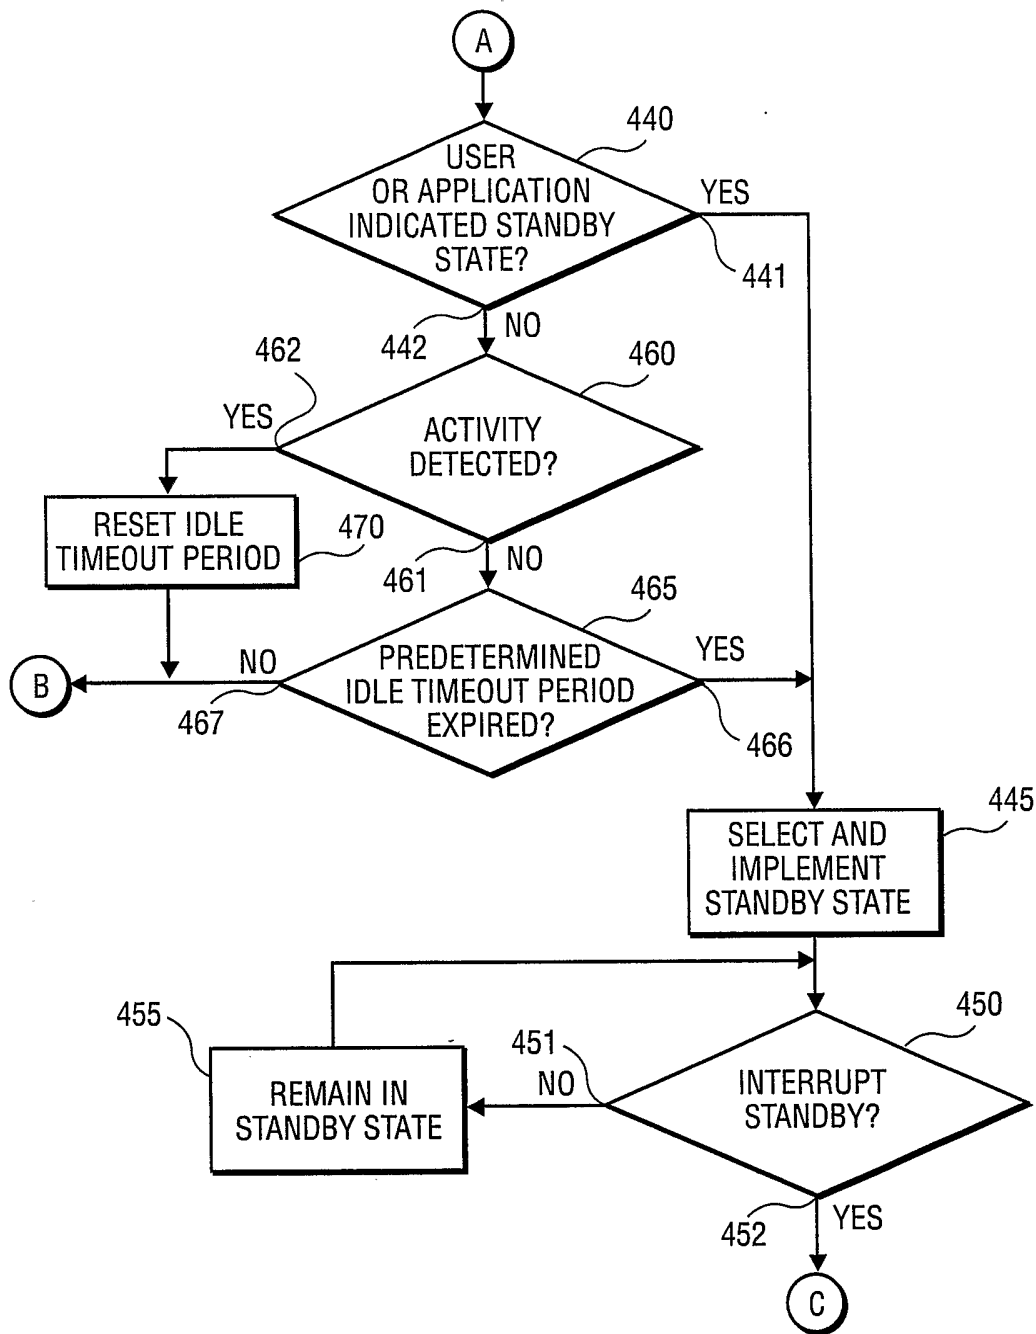 A
440
USER
OR APPLICATION
INDICATED STANDBY
STATE?
YES
441
442
NO
462
460
YES
ACTIVITY
DETECTED?
RESET IDLE
TIMEOUT PERIOD
470
461
NO
465
B
NO
467
PREDETERMINED
IDLE TIMEOUT PERIOD
EXPIRED?
YES
466
445
SELECT AND
IMPLEMENT
STANDBY STATE
455
REMAIN IN
STANDBY STATE
451
NO
450
INTERRUPT
STANDBY?
452
YES
C